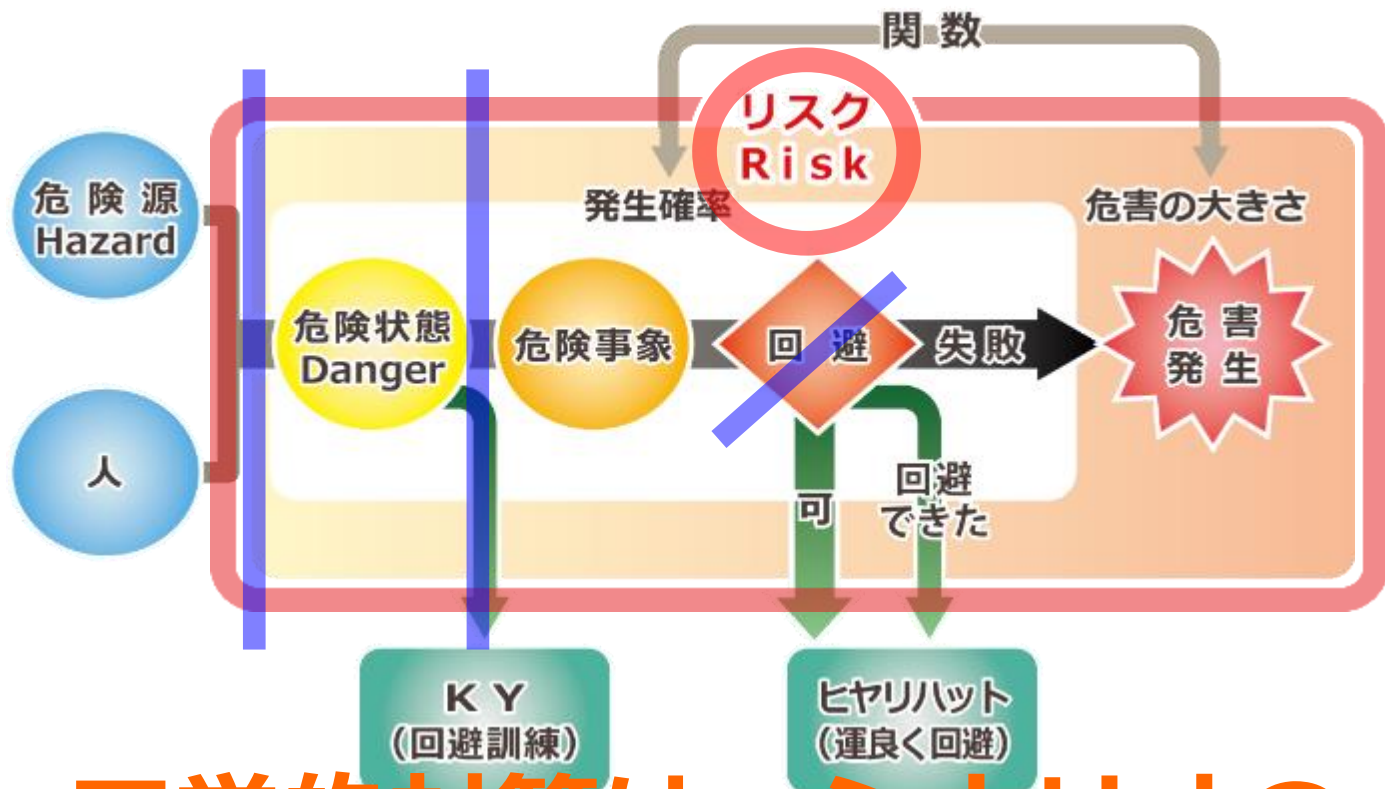 関数
リスク
Risk
発生確率
危害の大きさ
危険源
Hazard
危険状態
Danger
危険事象
回避
失敗
危害
発生
人
可
回避
できた
KY
(回避訓練)
ヒヤリハット
(運良く回避)